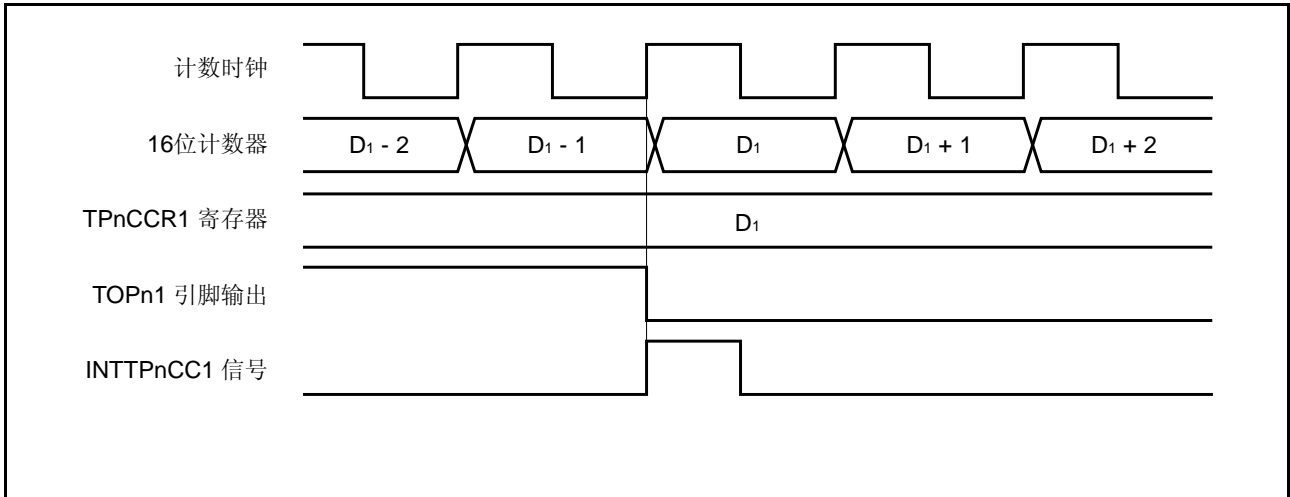 计数时钟
16位计数器 D1 - 2 D1 - 1 D1 D1 + 1 D1 + 2
TPnCCR1 寄存器 D1
TOPn1 引脚输出
INTTPnCC1 信号